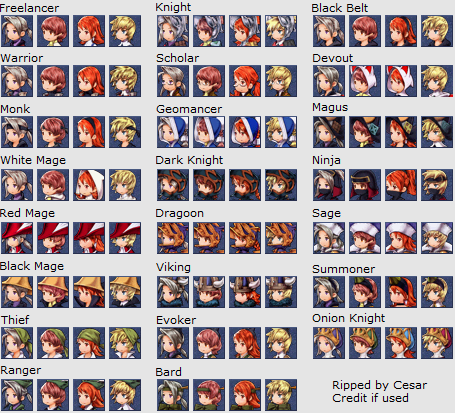 Freelancer
Knight
Black Belt
Warrior
Scholar
Devout
Monk
Geomancer
Magus
White Mage
Dark Knight
Ninja
Red Mage
Dragoon
Sage
Black Mage
Viking
Summoner
Thief
Evoker
Onion Knight
Ranger
Bard
Ripped by Cesar
Credit if used